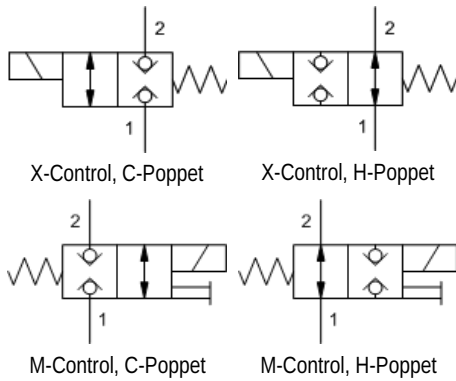 2
2
1
1
X-Control, C-Poppet
X-Control, H-Poppet
2
2
1
1
M-Control, C-Poppet
M-Control, H-Poppet